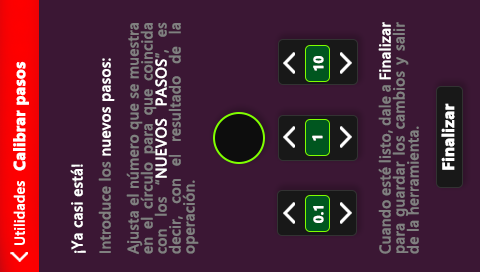 Utilidades Calibrar pasos
¡Ya casi está!
Introduce los nuevos pasos:
Ajusta el número que se muestra
en el círculo para que coincida
con los "NUEVOS PASOS", es
decir, con el resultado de la
operación.
0.1 1 10
Cuando esté listo, dale a Finalizar
para guardar los cambios y salir
de la herramienta.
Finalizar